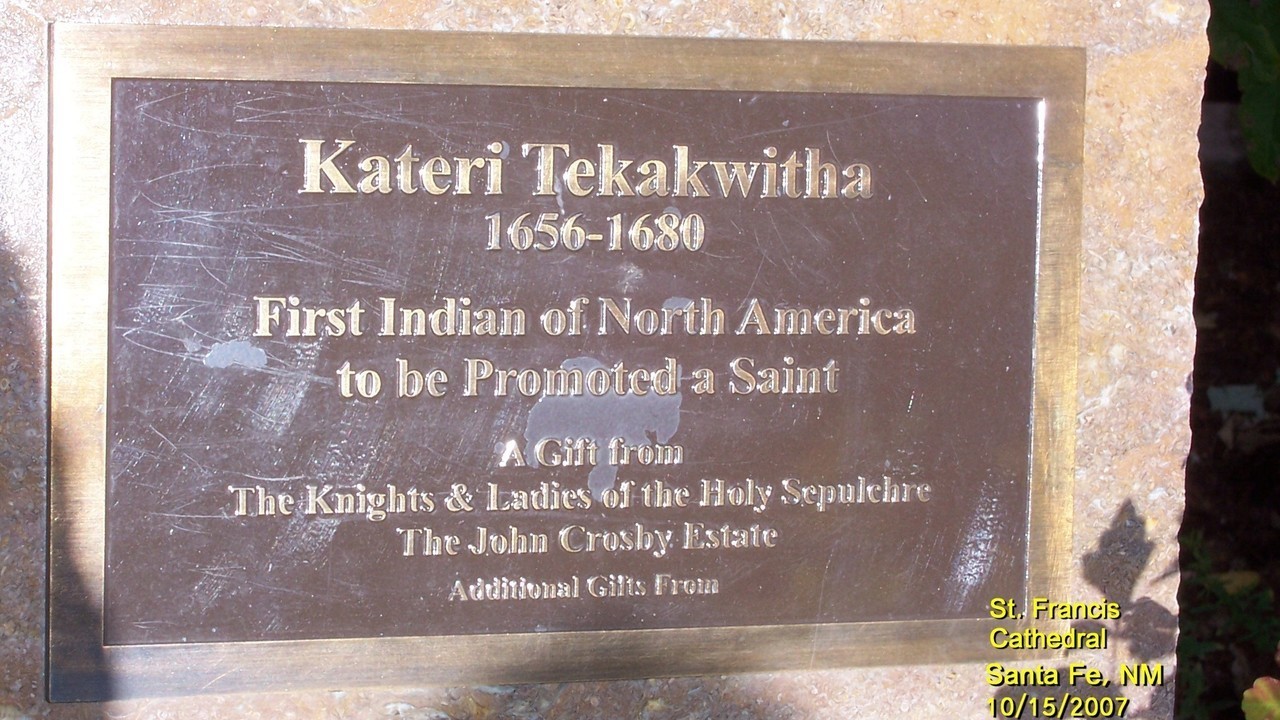 Kateri Tekakwitha
1656-1680
First Indian of North America
to be Promoted a Saint
A Gift from
The Knights & Ladies of the Holy Sepulchre
The John Crosby Estate
Additional Gifts From
St. Francis
Cathedral
Santa Fe, NM
10/15/2007